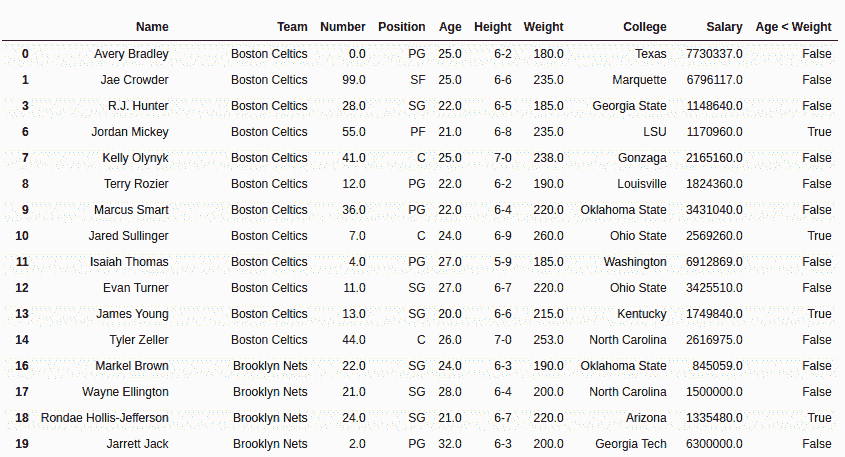 Name Team Number Position Age Height Weight College Salary Age < Weight
0 Avery Bradley Boston Celtics 0.0 PG 25.0 6-2 180.0 Texas 7730337.0 False
1 Jae Crowder Boston Celtics 99.0 SF 25.0 6-6 235.0 Marquette 6796117.0 False
3 R.J. Hunter Boston Celtics 28.0 SG 22.0 6-5 185.0 Georgia State 1148640.0 False
6 Jordan Mickey Boston Celtics 55.0 PF 21.0 6-8 235.0 LSU 1170960.0 True
7 Kelly Olynyk Boston Celtics 41.0 C 25.0 7-0 238.0 Gonzaga 2165160.0 False
8 Terry Rozier Boston Celtics 12.0 PG 22.0 6-2 190.0 Louisville 1824360.0 False
9 Marcus Smart Boston Celtics 36.0 PG 22.0 6-4 220.0 Oklahoma State 3431040.0 False
10 Jared Sullinger Boston Celtics 7.0 C 24.0 6-9 260.0 Ohio State 2569260.0 True
11 Isaiah Thomas Boston Celtics 4.0 PG 27.0 5-9 185.0 Washington 6912869.0 False
12 Evan Turner Boston Celtics 11.0 SG 27.0 6-7 220.0 Ohio State 3425510.0 False
13 James Young Boston Celtics 13.0 SG 20.0 6-6 215.0 Kentucky 1749840.0 True
14 Tyler Zeller Boston Celtics 44.0 C 26.0 7-0 253.0 North Carolina 2616975.0 False
16 Markel Brown Brooklyn Nets 22.0 SG 24.0 6-3 190.0 Oklahoma State 845059.0 False
17 Wayne Ellington Brooklyn Nets 21.0 SG 28.0 6-4 200.0 North Carolina 1500000.0 False
18 Rondae Hollis-Jefferson Brooklyn Nets 24.0 SG 21.0 6-7 220.0 Arizona 1335480.0 True
19 Jarrett Jack Brooklyn Nets 2.0 PG 32.0 6-3 200.0 Georgia Tech 6300000.0 False